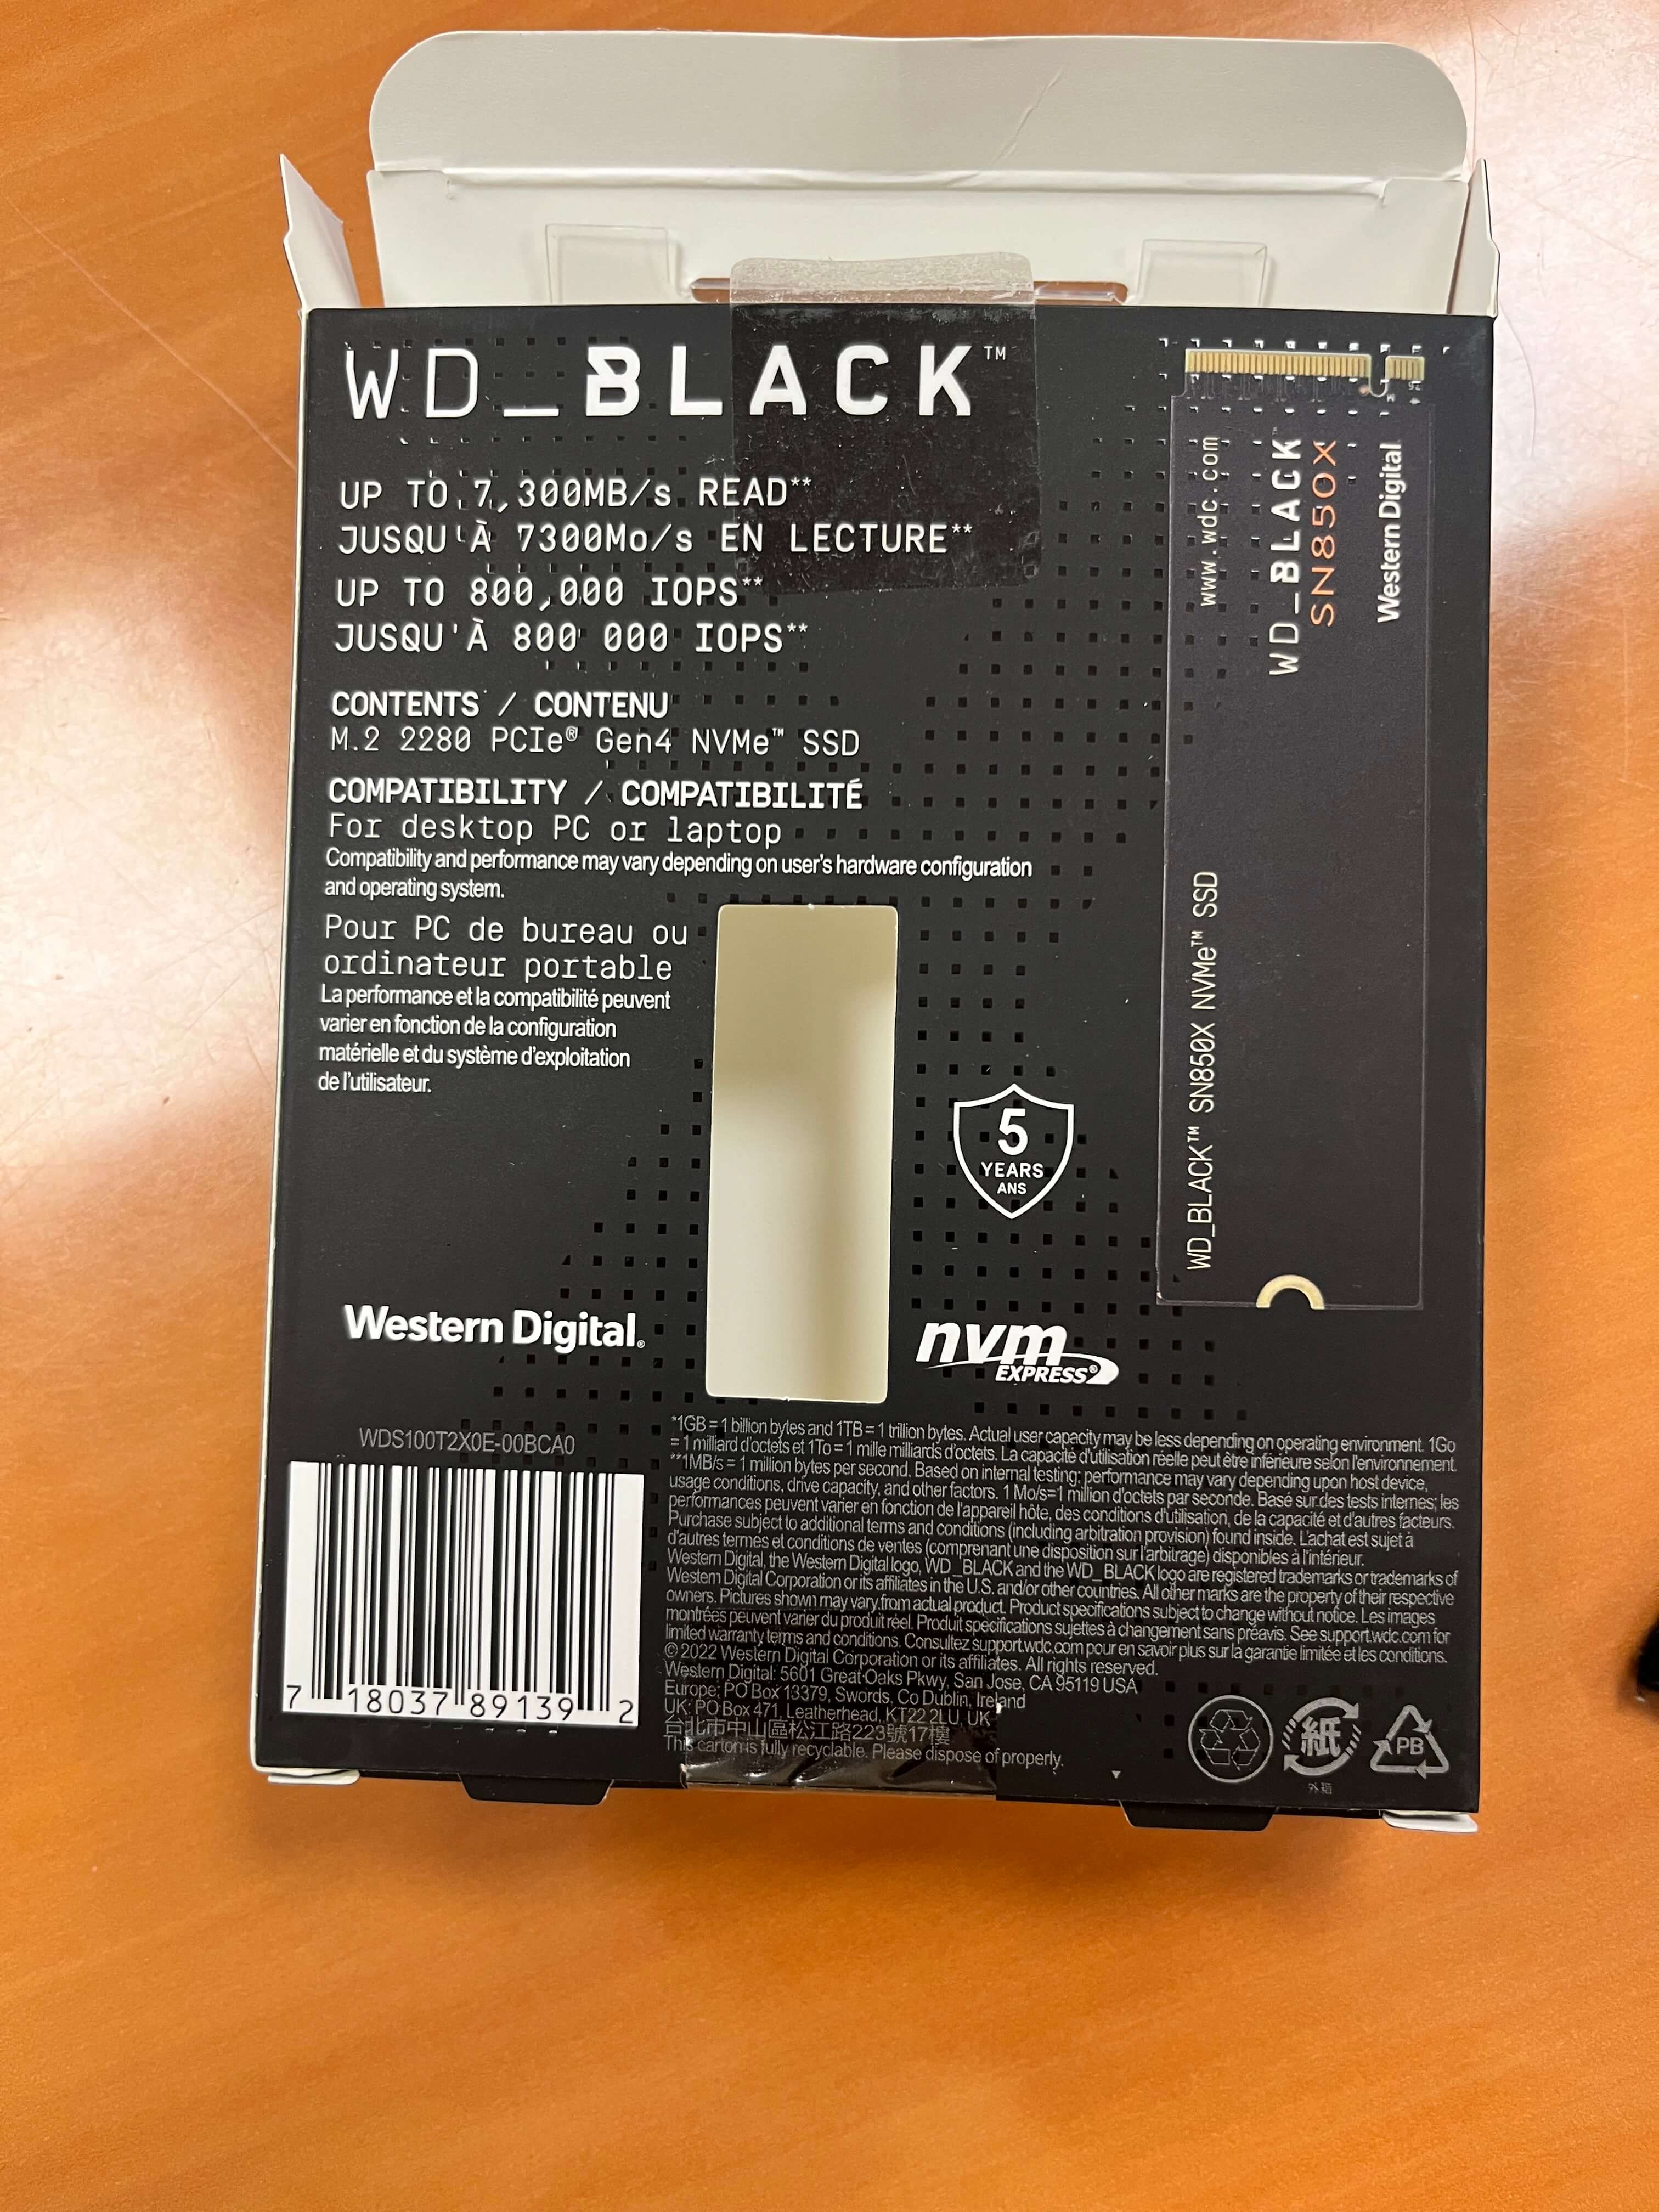 WD_BLACK™
UP TO 7,300MB/s READ**
JUSQU'À 7300Mo/s EN LECTURE**
UP TO 800,000 IOPS**
JUSQU'À 800 000 IOPS**
CONTENTS / CONTENU
M.2 2280 PCIe® Gen4 NVMe™ SSD
COMPATIBILITY / COMPATIBILITÉ
For desktop PC or laptop
Compatibility and performance may vary depending on user's hardware configuration
and operating system.
Pour PC de bureau ou
ordinateur portable
La performance et la compatibilité peuvent
varier en fonction de la configuration
matérielle et du système d'exploitation
de l'utilisateur.
5
YEARS
ANS
www.wdc.com
WD_BLACK
SN850X
Western Digital
WD_BLACK™ SN850X NVMe™ SSD
Western Digital®
nvm
EXPRESS®
WDS100T2X0E-00BCA0
7 18037 89139 2
*1GB = 1 billion bytes and 1TB = 1 trillion bytes. Actual user capacity may be less depending on operating environment. 1Go
= 1 milliard d'octets et 1To = 1 mille milliards d'octets. La capacité d'utilisation réelle peut être inférieure selon l'environnement.
**1MB/s = 1 million bytes per second. Based on internal testing; performance may vary depending upon host device,
usage conditions, drive capacity, and other factors. 1 Mo/s=1 million d'octets par seconde. Basé sur des tests internes; les
performances peuvent varier en fonction de l'appareil hôte, des conditions d'utilisation, de la capacité et d'autres facteurs.
Purchase subject to additional terms and conditions (including arbitration provision) found inside. L'achat est sujet à
d'autres termes et conditions de ventes (comprenant une disposition sur l'arbitrage) disponibles à l'intérieur.
Western Digital, the Western Digital logo, WD_BLACK and the WD_BLACK logo are registered trademarks or trademarks of
Western Digital Corporation or its affiliates in the U.S. and/or other countries. All other marks are the property of their respective
owners. Pictures shown may vary from actual product. Product specifications subject to change without notice. Les images
montrées peuvent varier du produit réel. Produit specifications sujettes à changement sans préavis. See support.wdc.com for
limited warranty terms and conditions. Consultez support.wdc.com pour en savoir plus sur la garantie limitée et les conditions.
© 2022 Western Digital Corporation or its affiliates. All rights reserved.
Western Digital: 5601 Great Oaks Pkwy, San Jose, CA 95119 USA
Europe: PO Box 13379, Swords, Co Dublin, Ireland
UK: PO Box 471, Leatherhead, KT22 2LU, UK
台北市中山區松江路223號17樓
This carton is fully recyclable. Please dispose of properly.
紙
外箱
PB